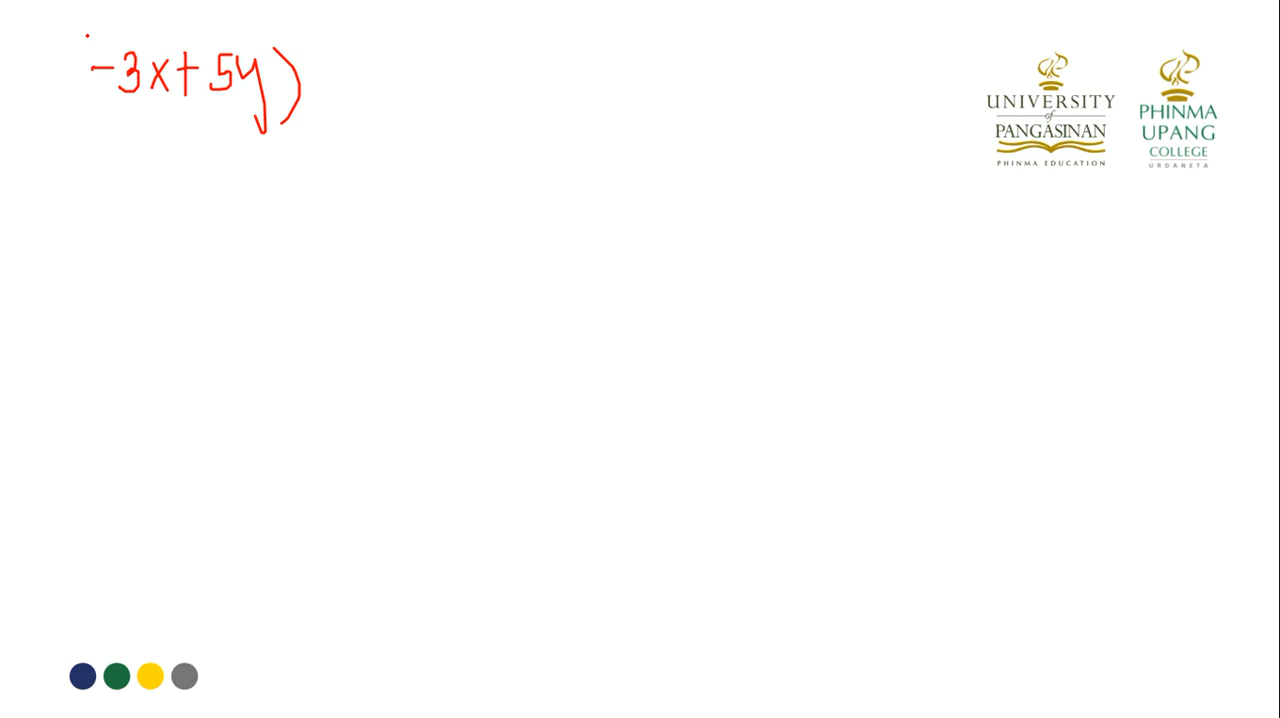 -3x+5y)
UNIVERSITY
of
PANGASINAN
PHINMA EDUCATION
PHINMA
UPANG
COLLEGE
URDANETA